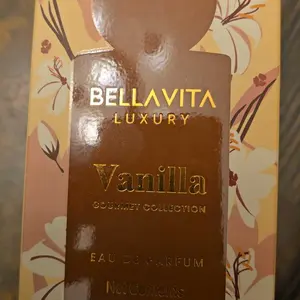 BELLAVITA
LUXURY
Vanilla
GOURMET COLLECTION
EAU DE PARFUM